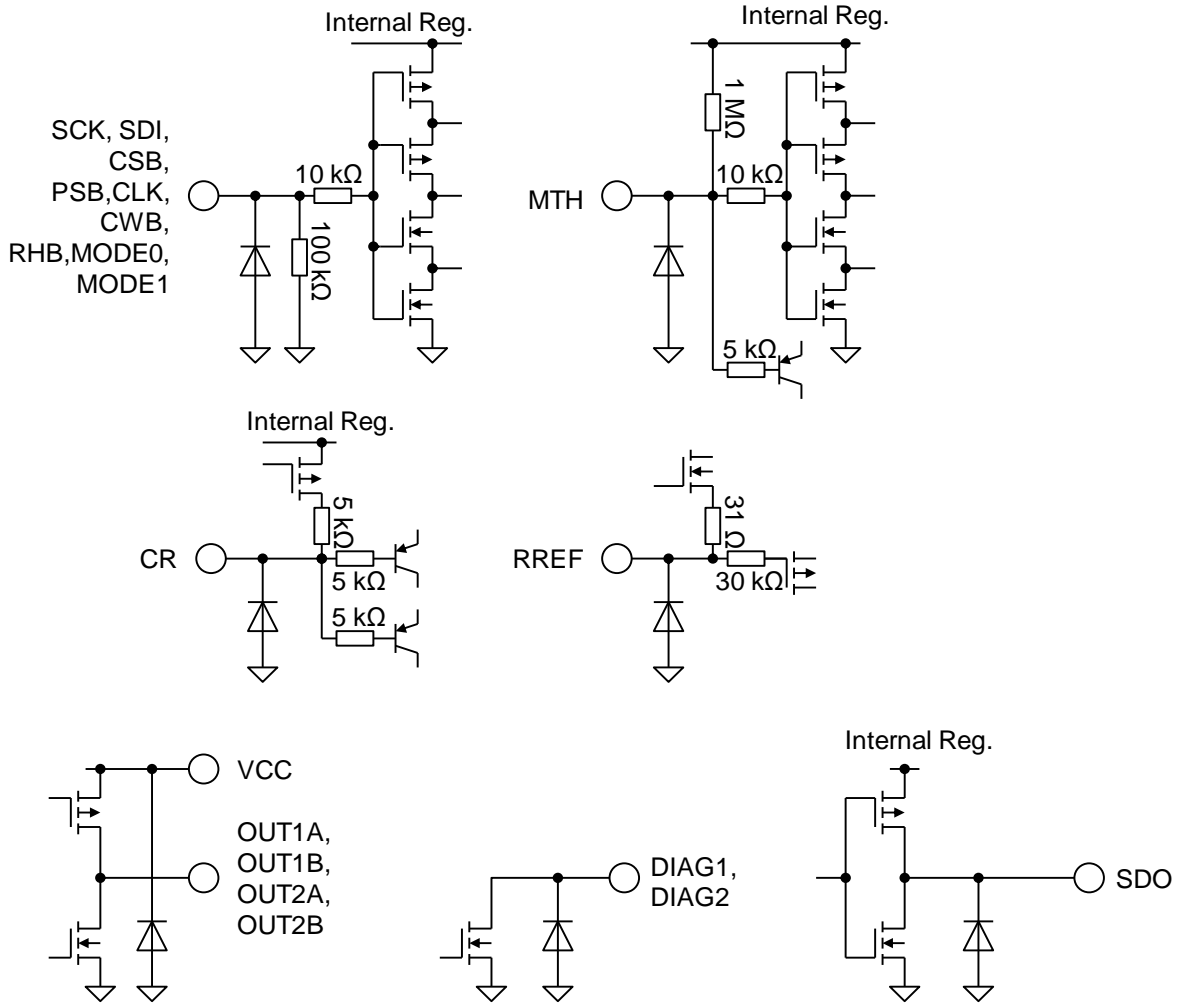 Internal Reg.
SCK, SDI,
CSB,
PSB,CLK,
CWB,
RHB,MODE0,
MODE1
10 kΩ
100 kΩ
Internal Reg.
MTH
1 MΩ
10 kΩ
5 kΩ
Internal Reg.
CR
5 kΩ
5 kΩ
5 kΩ
RREF
31 Ω
30 kΩ
VCC
OUT1A,
OUT1B,
OUT2A,
OUT2B
DIAG1,
DIAG2
Internal Reg.
SDO